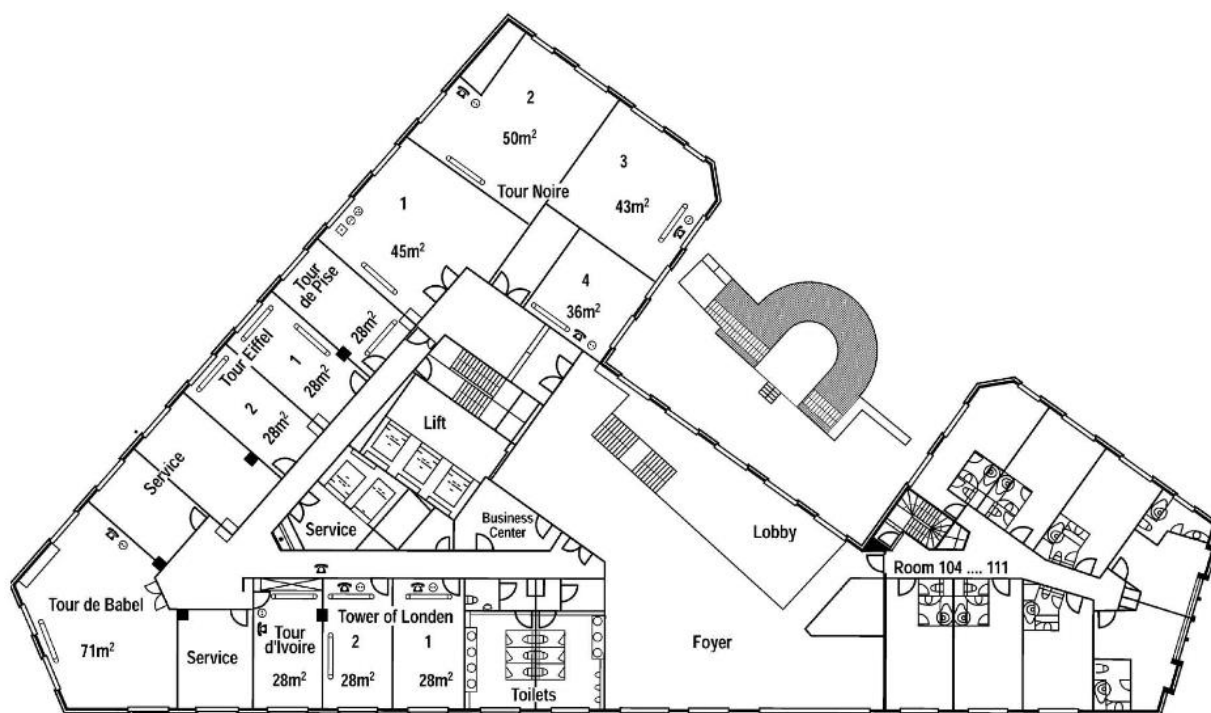 2
50m²
3
43m²
Tour Noire
1
45m²
4
36m²
Tour
de Pise
28m²
Tour Eiffel
1
28m²
2
28m²
Service
Lift
Service
Business
Center
Lobby
Room 104 .... 111
Tour de Babel
71m²
Service
Tour
d'Ivoire
28m²
Tower of Londen
2
28m²
1
28m²
Toilets
Foyer